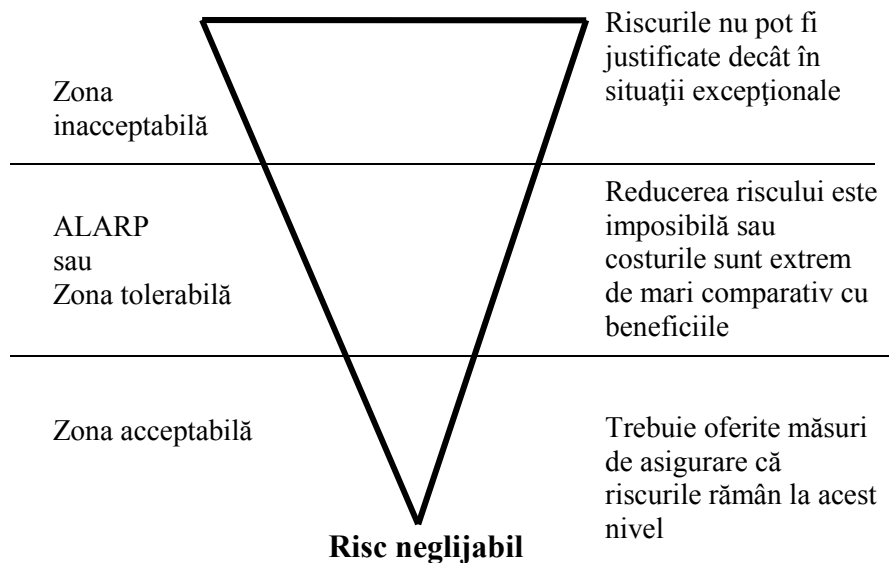 Zona
inacceptabilă
Riscurile nu pot fi
justificate decât în
situaţii excepţionale
ALARP
sau
Zona tolerabilă
Reducerea riscului este
imposibilă sau
costurile sunt extrem
de mari comparativ cu
beneficiile
Zona acceptabilă
Trebuie oferite măsuri
de asigurare că
riscurile rămân la acest
nivel
Risc neglijabil